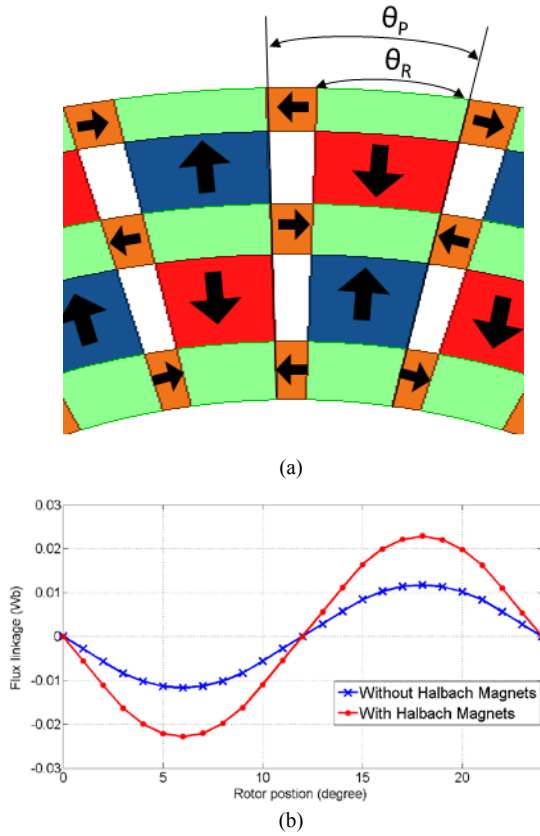 θP
θR
(a)
0.03
0.02
0.01
0
-0.01
-0.02
-0.03
Flux linkage (Wb)
Without Halbach Magnets
With Halbach Magnets
0 5 10 15 20
Rotor postion (degree)
(b)